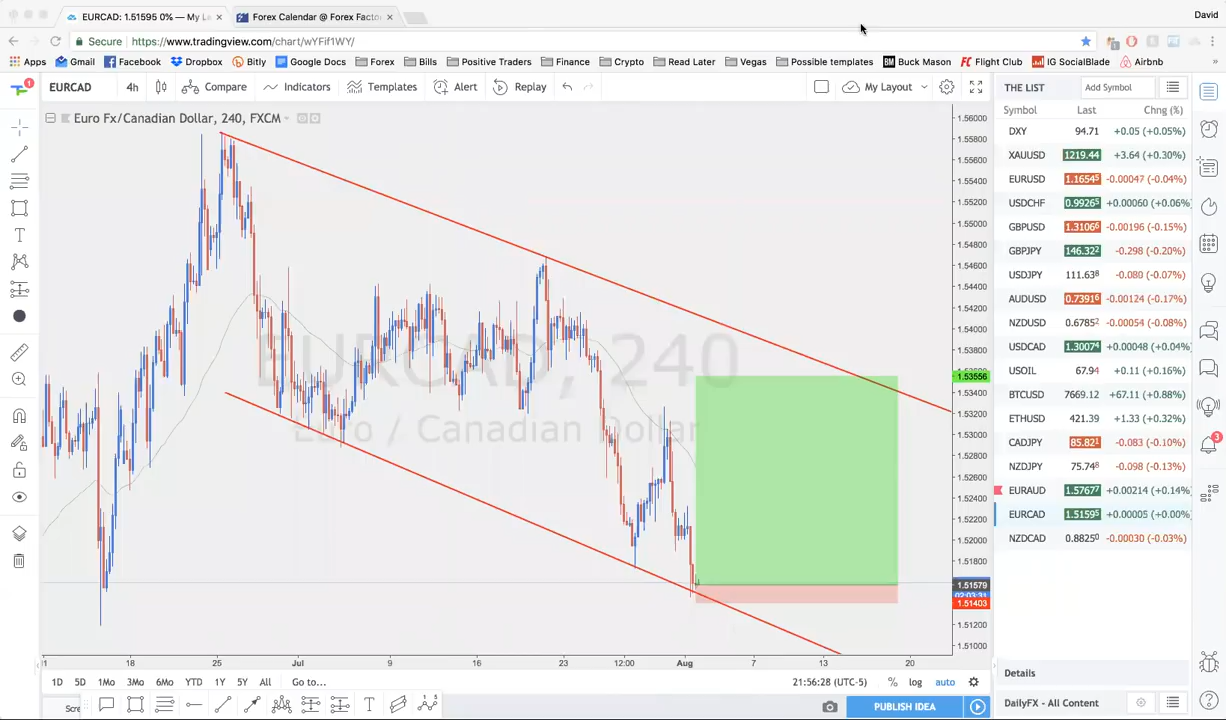 EURCAD: 1.51595 0% — My L
Forex Calendar @ Forex Facto
David
Secure
https://www.tradingview.com/chart/wYFif1WY/
Apps Gmail Facebook Dropbox Bitly Google Docs Forex Bills Positive Traders Finance Crypto Read Later Vegas Possible templates Buck Mason Flight Club IG SocialBlade Airbnb
EURCAD 4h Compare Indicators Templates Alert Replay My Layout
THE LIST Add Symbol
Symbol Last Chng (%)
Euro Fx/Canadian Dollar, 240, FXCM
DXY 94.71 +0.05 (+0.05%)
XAUUSD 1219.44 +3.64 (+0.30%)
EURUSD 1.16545 -0.00047 (-0.04%)
USDCHF 0.99265 +0.00060 (+0.06%)
GBPUSD 1.31066 -0.00196 (-0.15%)
GBPJPY 146.322 -0.298 (-0.20%)
USDJPY 111.638 -0.080 (-0.07%)
AUDUSD 0.73916 -0.00124 (-0.17%)
NZDUSD 0.67852 -0.00054 (-0.08%)
USDCAD 1.30074 +0.00048 (+0.04%)
USOIL 67.94 +0.11 (+0.16%)
BTCUSD 7669.12 +67.11 (+0.88%)
ETHUSD 421.39 +1.33 (+0.32%)
CADJPY 85.821 -0.083 (-0.10%)
NZDJPY 75.748 -0.098 (-0.13%)
EURAUD 1.57677 +0.00214 (+0.14%)
EURCAD 1.51595 +0.00005 (+0.00%)
NZDCAD 0.88250 -0.00030 (-0.03%)
EURCAD, 240
Euro / Canadian Dollar
1.56000
1.55800
1.55600
1.55400
1.55200
1.55000
1.54800
1.54600
1.54400
1.54200
1.54000
1.53800
1.53556
1.53400
1.53200
1.53000
1.52800
1.52600
1.52400
1.52200
1.52000
1.51800
1.51579
02:03:31
1.51403
1.51200
1.51000
18 25 Jul 9 16 23 12:00 Aug 7 13 20
1D 5D 1Mo 3Mo 6Mo YTD 1Y 5Y All Go to...
21:56:28 (UTC-5) % log auto
Scre
PUBLISH IDEA
Details
DailyFX - All Content
1
3